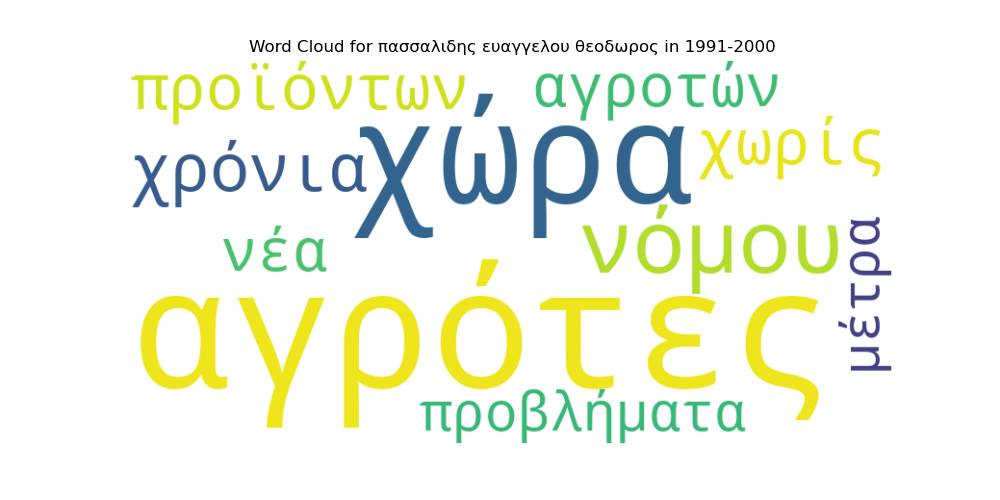 Word Cloud for πασσαλιδης ευαγγελου θεοδωρος in 1991-2000
προϊόντων
αγροτών
χώρα
χωρίς
χρόνια
νόμου
νέα
μέτρα
αγρότες
προβλήματα